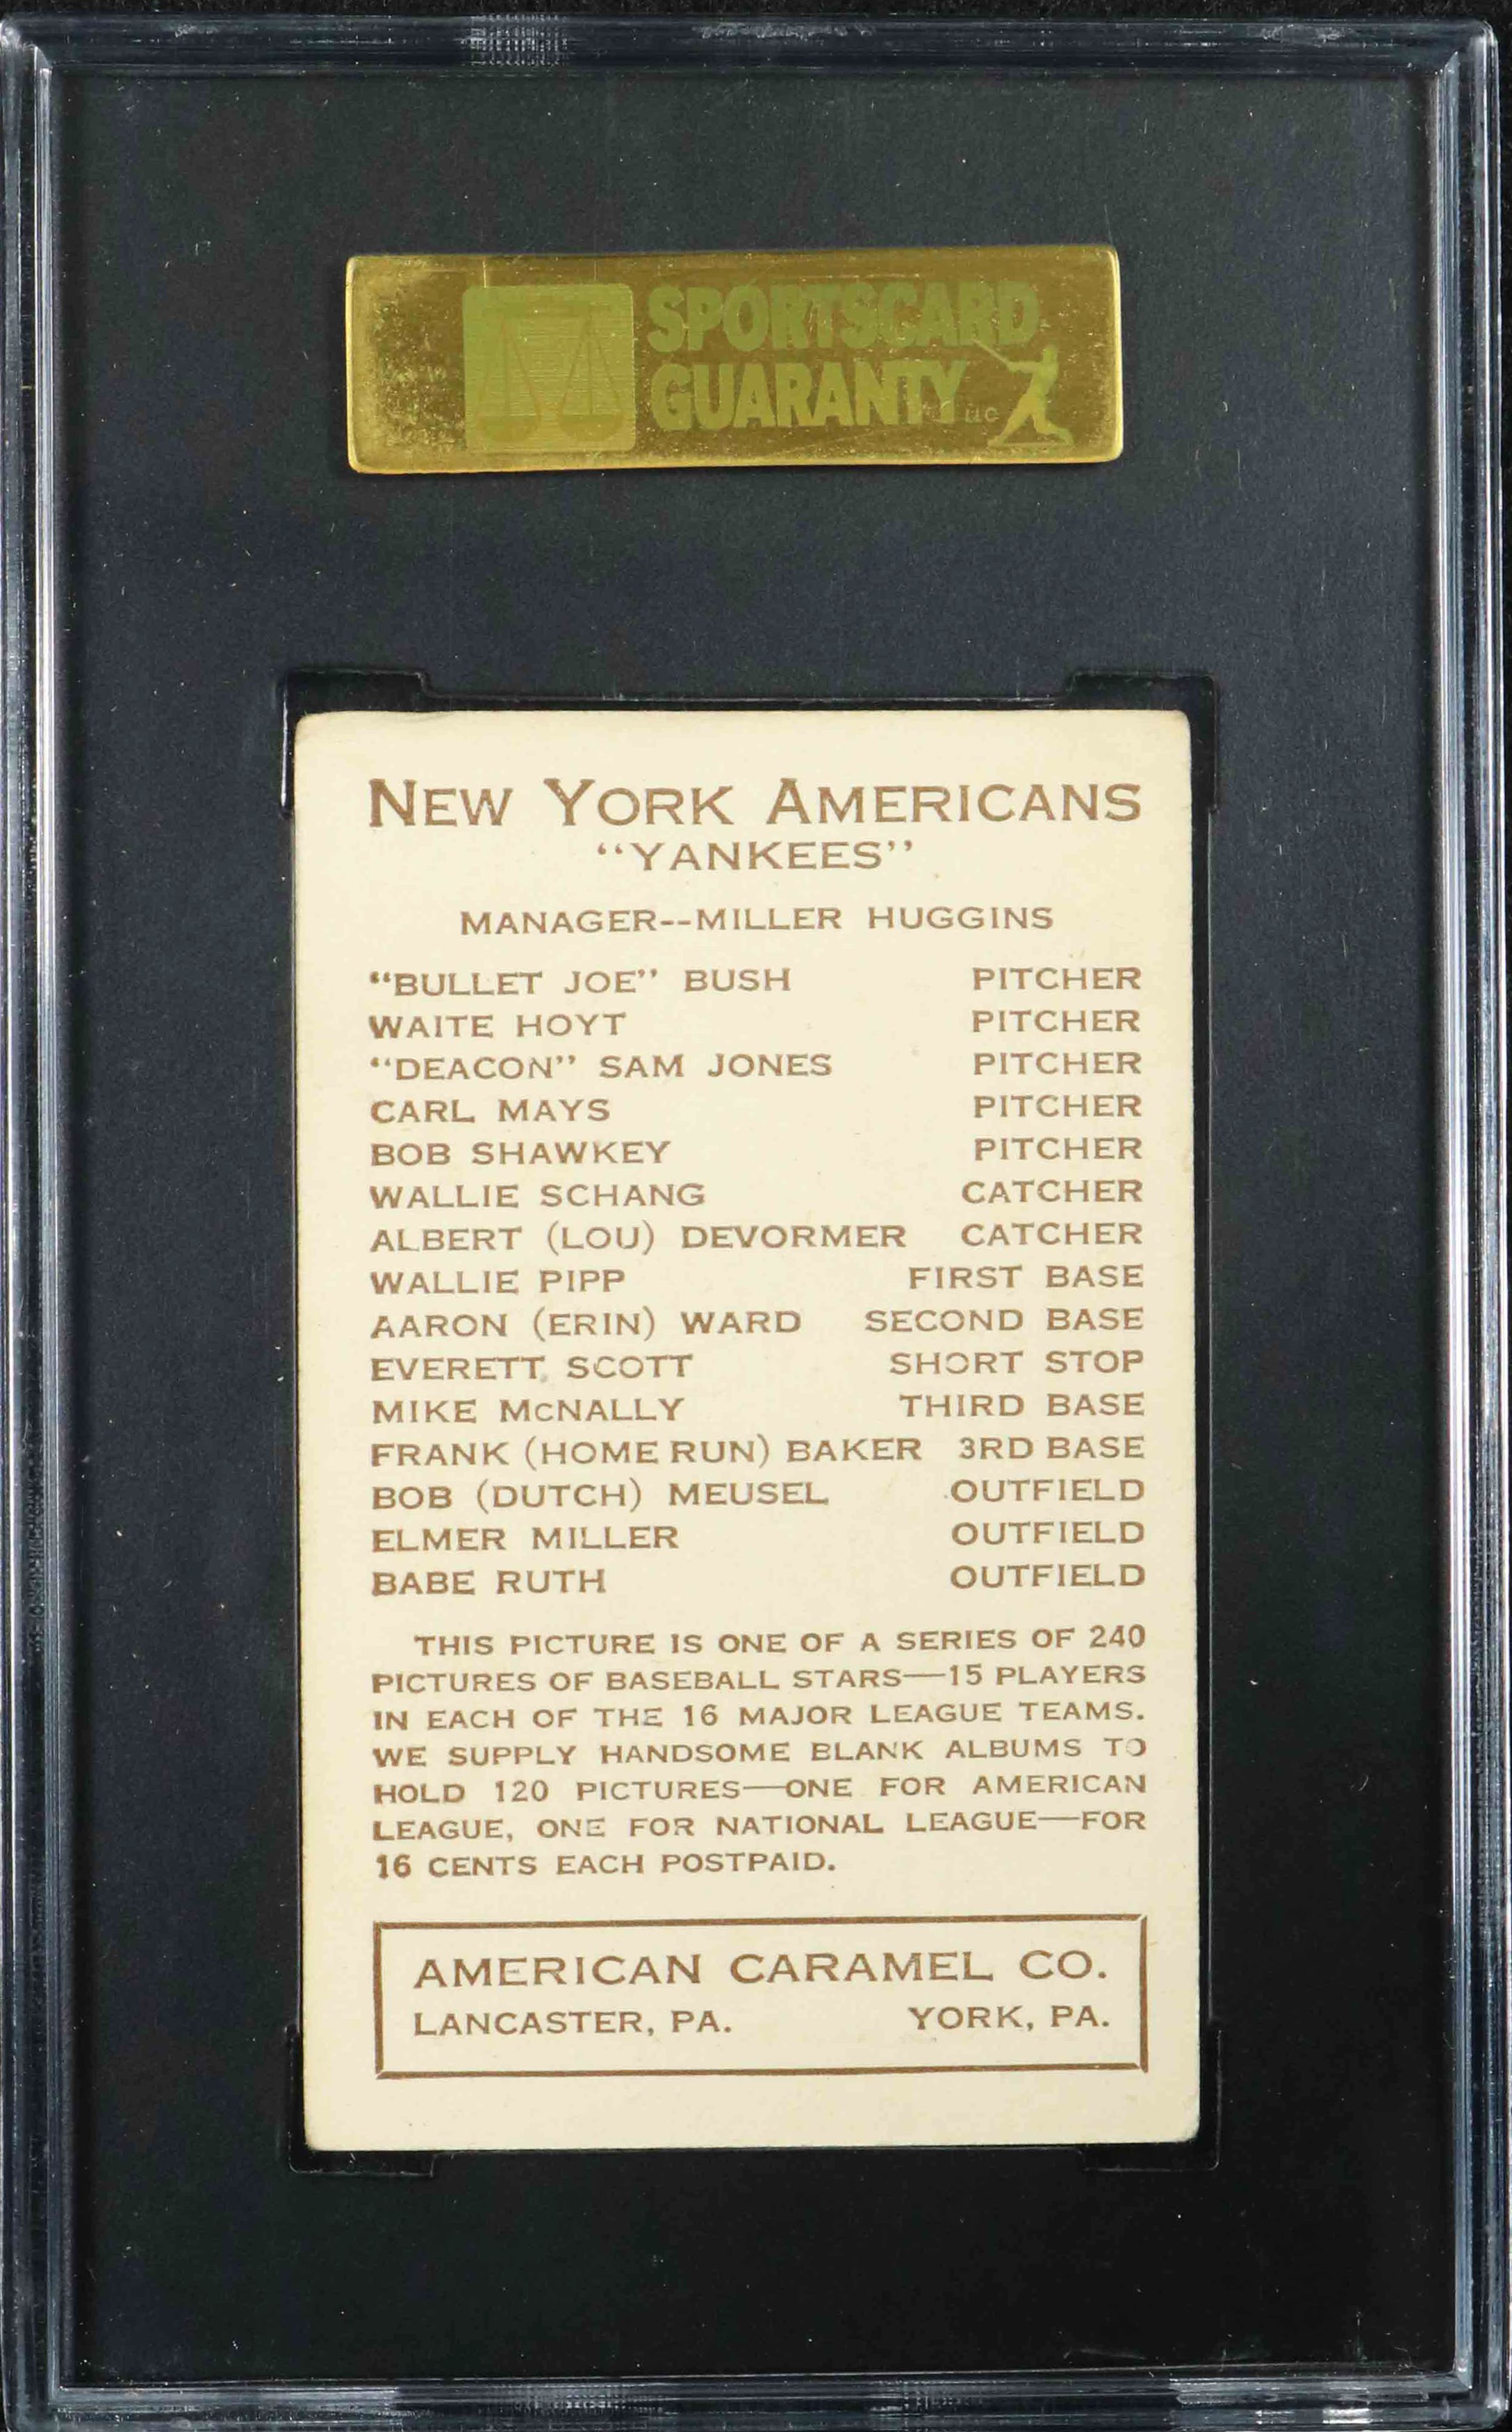 SPORTSCARD
GUARANTY LLC
NEW YORK AMERICANS
“YANKEES”
MANAGER--MILLER HUGGINS
“BULLET JOE” BUSH PITCHER
WAITE HOYT PITCHER
“DEACON” SAM JONES PITCHER
CARL MAYS PITCHER
BOB SHAWKEY PITCHER
WALLIE SCHANG CATCHER
ALBERT (LOU) DEVORMER CATCHER
WALLIE PIPP FIRST BASE
AARON (ERIN) WARD SECOND BASE
EVERETT SCOTT SHORT STOP
MIKE McNALLY THIRD BASE
FRANK (HOME RUN) BAKER 3RD BASE
BOB (DUTCH) MEUSEL OUTFIELD
ELMER MILLER OUTFIELD
BABE RUTH OUTFIELD
THIS PICTURE IS ONE OF A SERIES OF 240
PICTURES OF BASEBALL STARS—15 PLAYERS
IN EACH OF THE 16 MAJOR LEAGUE TEAMS.
WE SUPPLY HANDSOME BLANK ALBUMS TO
HOLD 120 PICTURES—ONE FOR AMERICAN
LEAGUE, ONE FOR NATIONAL LEAGUE—FOR
16 CENTS EACH POSTPAID.
AMERICAN CARAMEL CO.
LANCASTER, PA. YORK, PA.